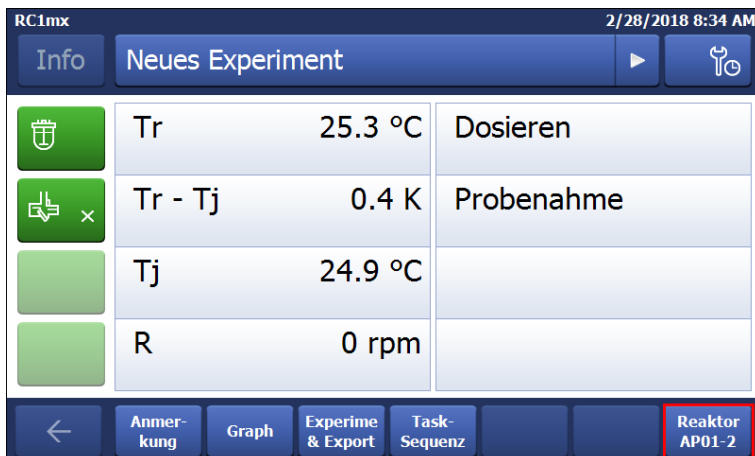 RC1mx 2/28/2018 8:34 AM
Info Neues Experiment
Tr 25.3 °C Dosieren
Tr - Tj 0.4 K Probenahme
Tj 24.9 °C
R 0 rpm
Anmer- Experime Task- Reaktor
kung Graph & Export Sequenz AP01-2